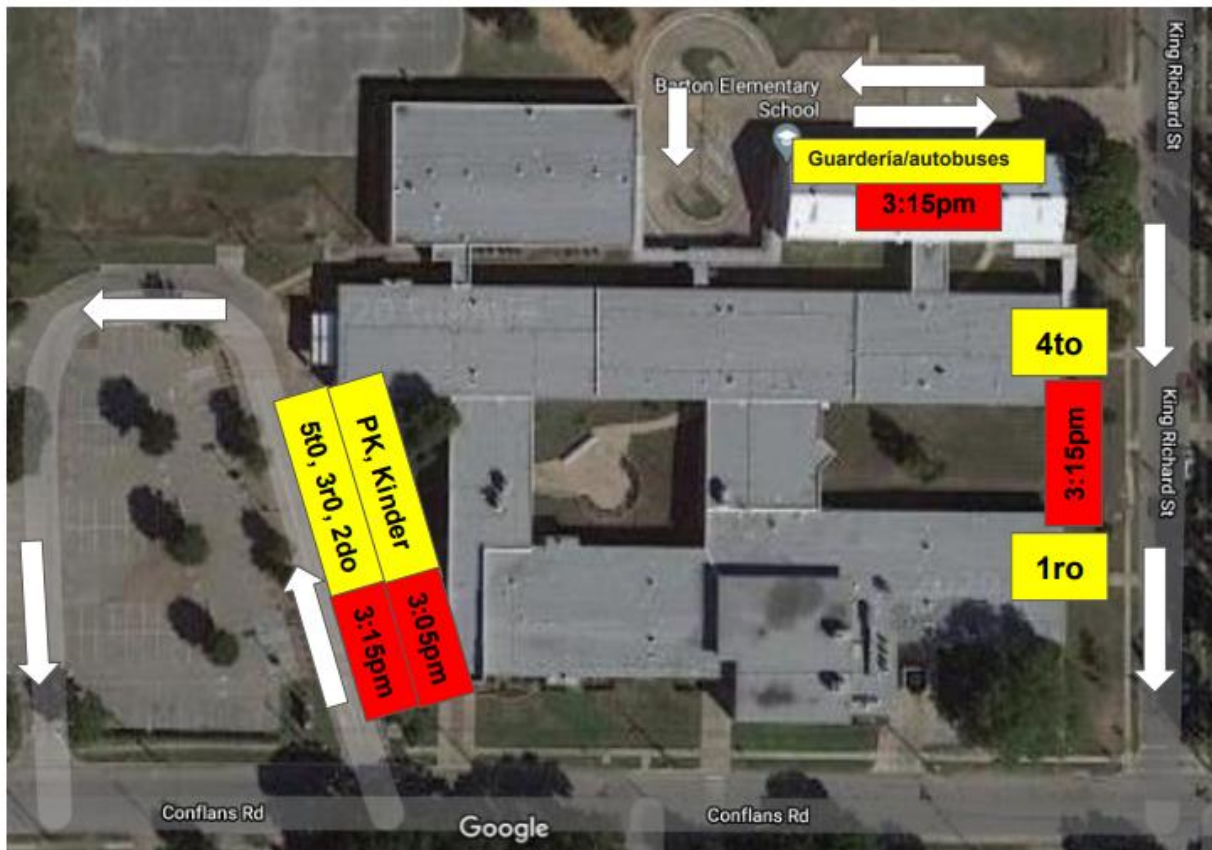 King Richard St
Barton Elementary
School
Guardería/autobuses
3:15pm
4to
3:15pm
King Richard St
1ro
PK, Kinder
3:05pm
5t0, 3r0, 2do
3:15pm
Conflans Rd
Google
Conflans Rd